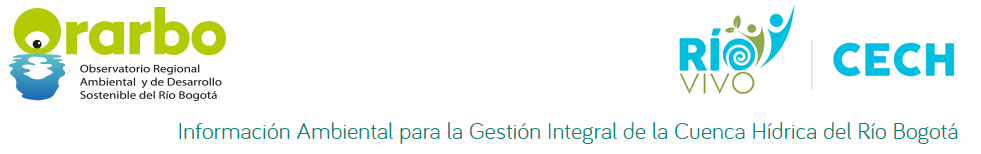 Orarbo
Observatorio Regional
Ambiental y de Desarrollo
Sostenible del Río Bogotá
RÍO
VIVO
CECH
Información Ambiental para la Gestión Integral de la Cuenca Hídrica del Río Bogotá